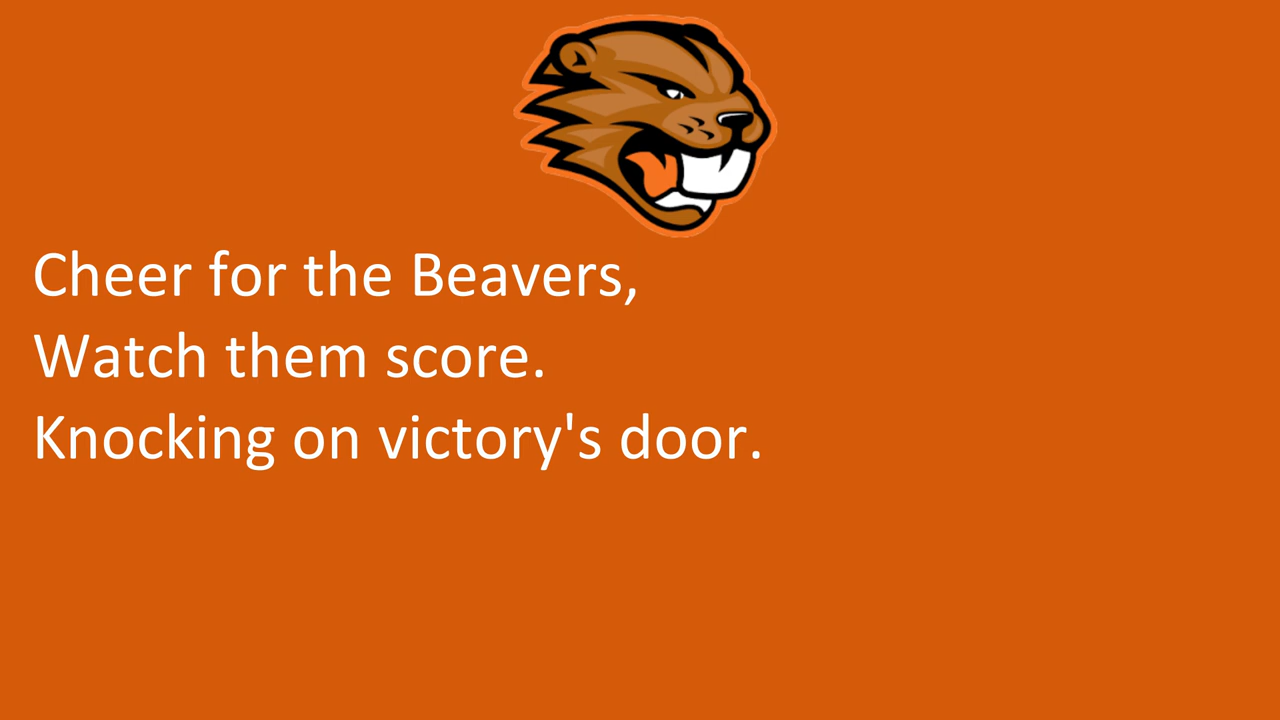 Cheer for the Beavers,
Watch them score.
Knocking on victory's door.